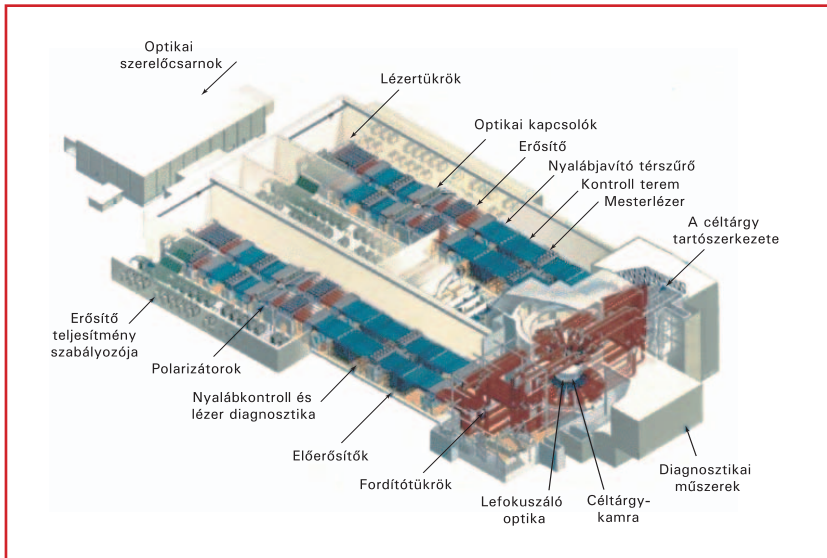 Optikai
szerelőcsarnok
Lézertükrök
Optikai kapcsolók
Erősítő
Nyalábjavító térszűrő
Kontroll terem
Mesterlézer
A céltárgy
tartószerkezete
Erősítő
teljesítmény
szabályozója
Polarizátorok
Nyalábkontroll és
lézer diagnosztika
Előerősítők
Fordítótükrök
Lefokuszáló
optika
Céltárgy-
kamra
Diagnosztikai
műszerek